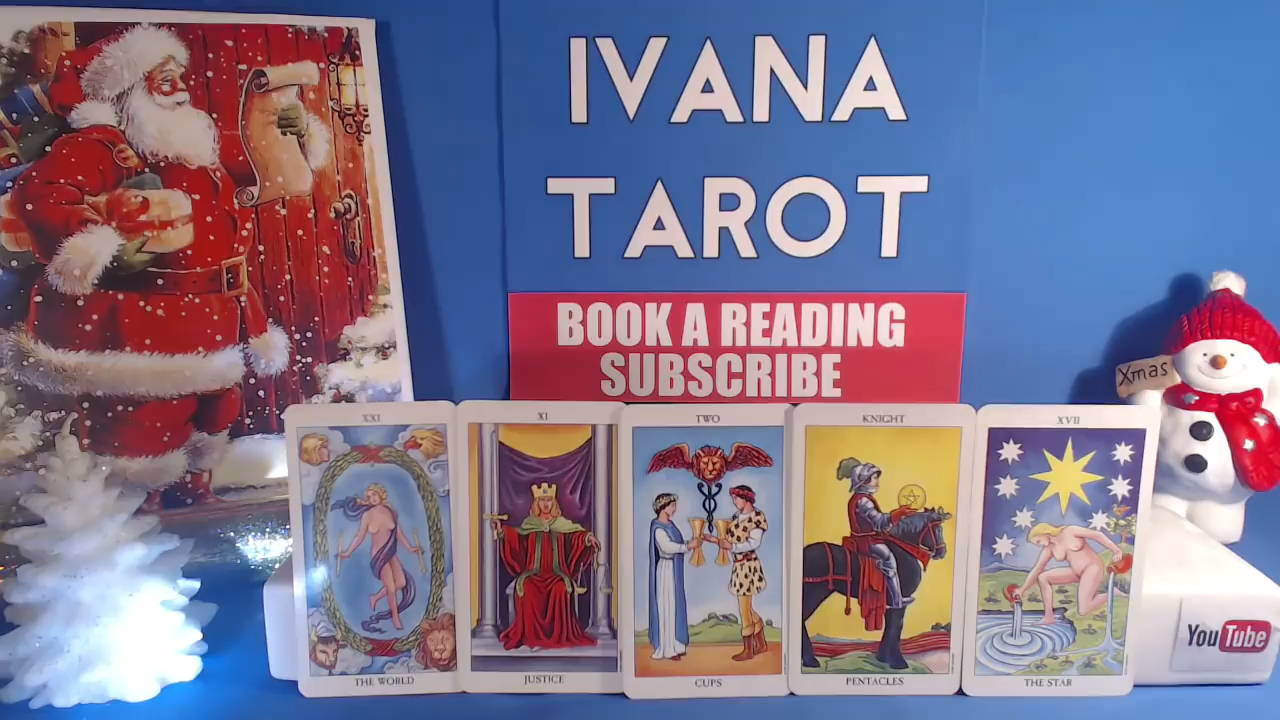 IVANA
TAROT
BOOK A READING
SUBSCRIBE
Xmas
XXI
THE WORLD
XI
JUSTICE
TWO
CUPS
KNIGHT
PENTACLES
XVII
THE STAR
YouTube